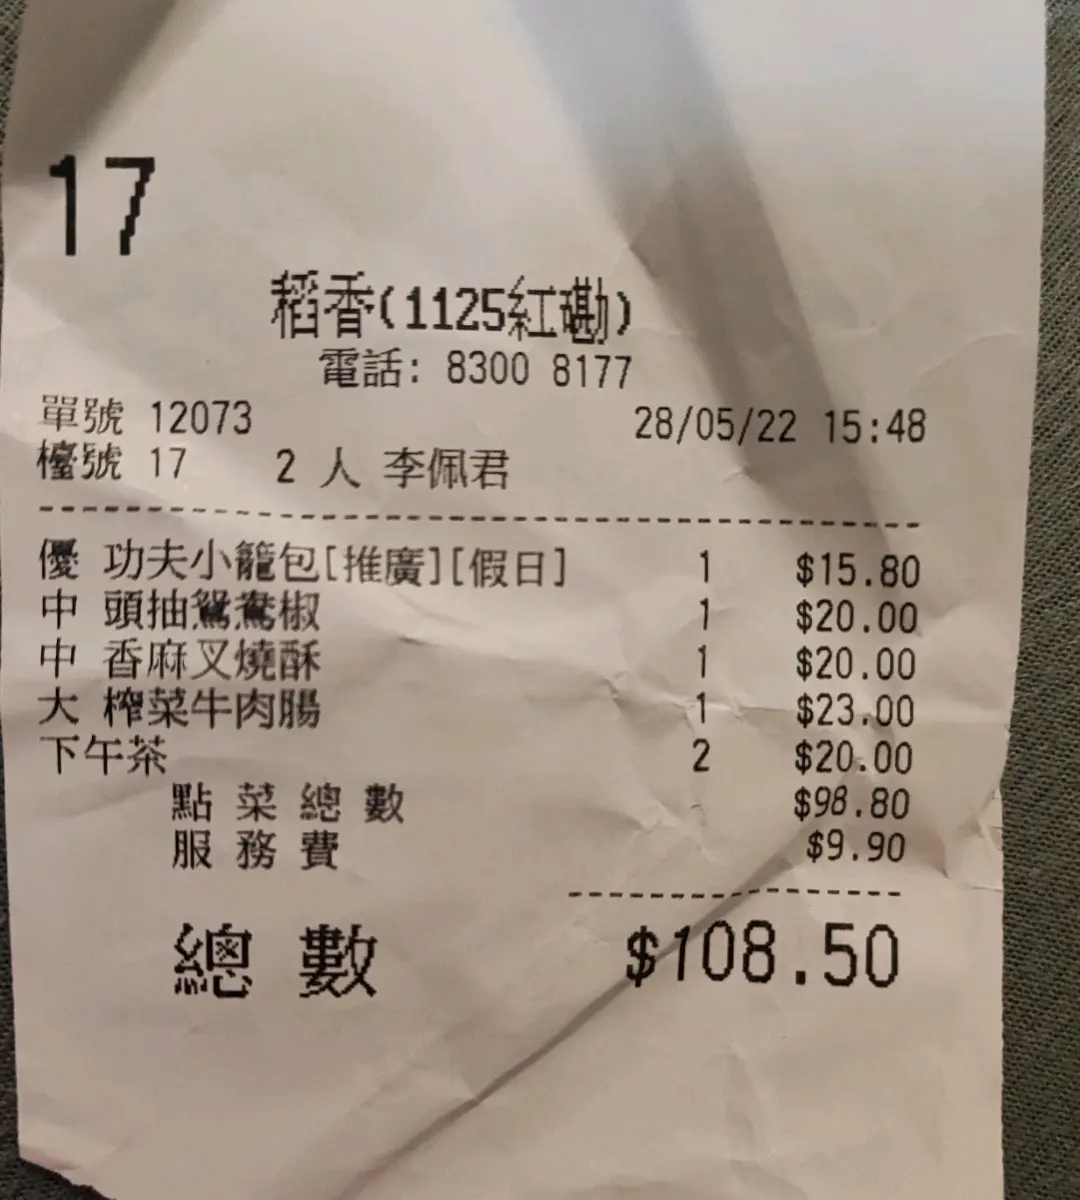 17
稻香(1125紅磡)
電話: 8300 8177
單號 12073 28/05/22 15:48
檯號 17 2 人 李佩君
優 功夫小籠包[推廣][假日] 1 $15.80
中 頭抽鴛鴦椒 1 $20.00
中 香麻叉燒酥 1 $20.00
大 榨菜牛肉腸 1 $23.00
下午茶 2 $20.00
點 菜 總 數 $98.80
服 務 費 $9.90
總 數 $108.50